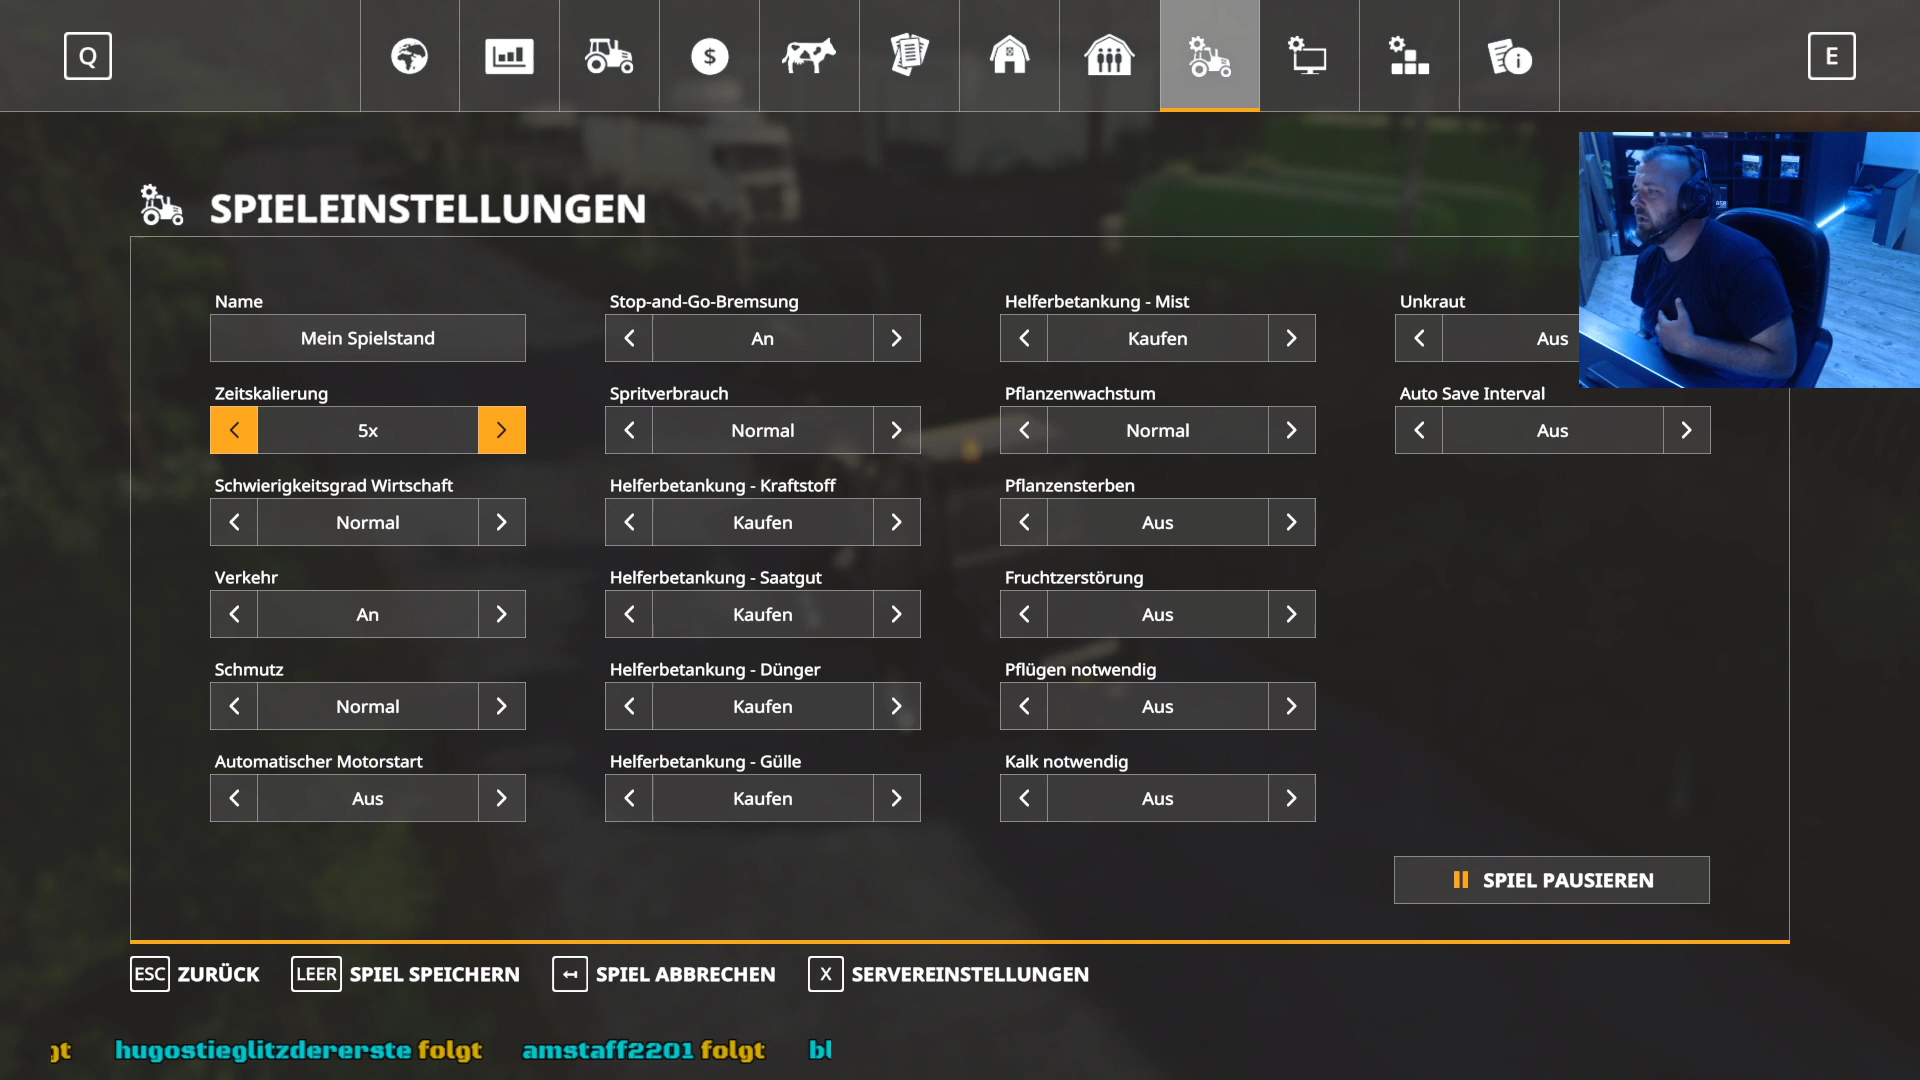 Q
E
SPIELEINSTELLUNGEN
Name
Mein Spielstand
Zeitskalierung
5x
Schwierigkeitsgrad Wirtschaft
Normal
Verkehr
An
Schmutz
Normal
Automatischer Motorstart
Aus
Stop-and-Go-Bremsung
An
Spritverbrauch
Normal
Helferbetankung - Kraftstoff
Kaufen
Helferbetankung - Saatgut
Kaufen
Helferbetankung - Dünger
Kaufen
Helferbetankung - Gülle
Kaufen
Helferbetankung - Mist
Kaufen
Pflanzenwachstum
Normal
Pflanzensterben
Aus
Fruchtzerstörung
Aus
Pflügen notwendig
Aus
Kalk notwendig
Aus
Unkraut
Aus
Auto Save Interval
Aus
SPIEL PAUSIEREN
ESC ZURÜCK LEER SPIEL SPEICHERN SPIEL ABBRECHEN X SERVEREINSTELLUNGEN
gt hugostieglitzdererste folgt amstaff2201 folgt bl